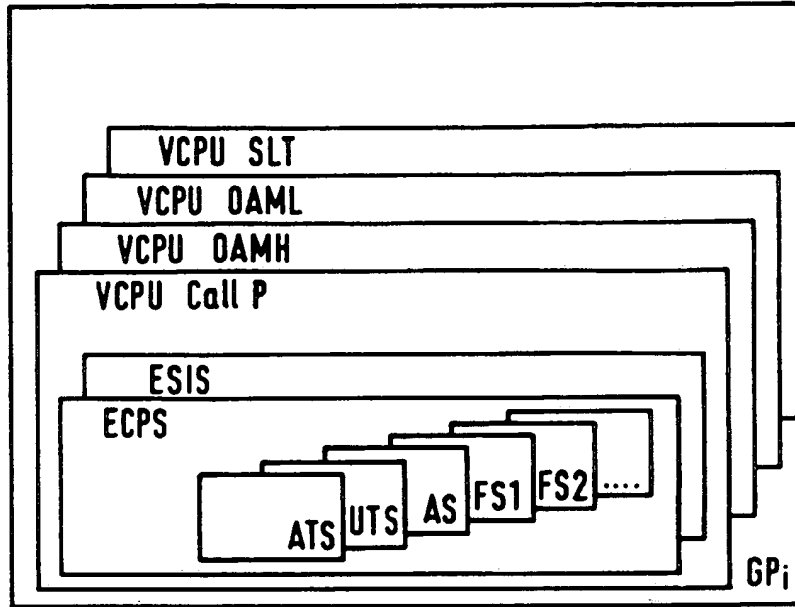 VCPU SLT
VCPU OAML
VCPU OAMH
VCPU Call P
ESIS
ECPS
ATS
UTS
AS
FS1
FS2
....
GPi